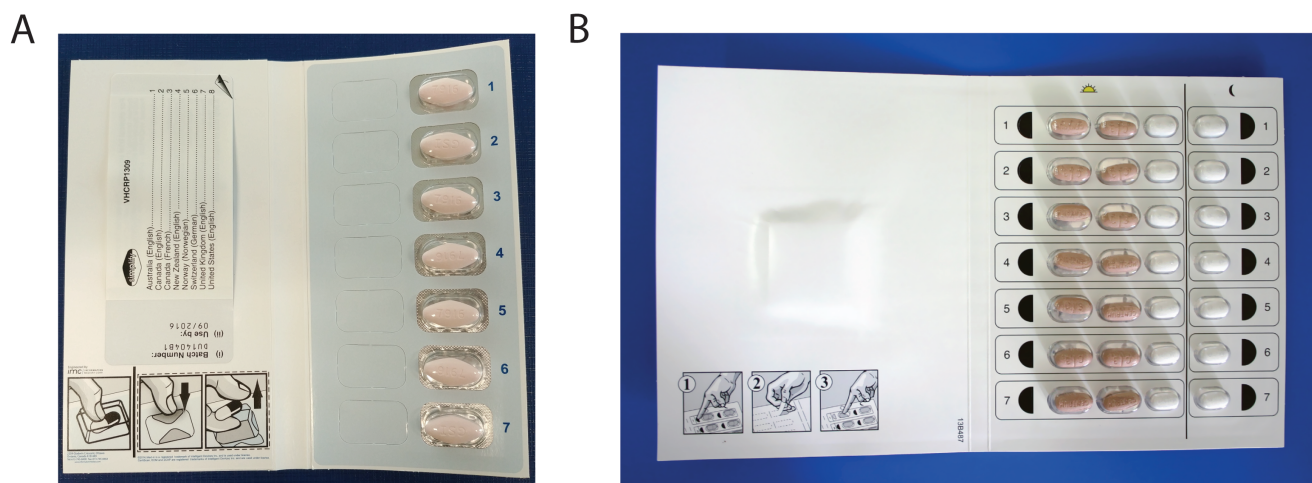 A
B
VHCRP1309
Australia (English) 1
Canada (English) 2
Canada (French) 3
New Zealand (English) 4
Norway (Norwegian) 5
Switzerland (German) 6
United Kingdom (English) 7
United States (English) 8
(i) Batch Number:
DU140481
(ii) Use by:
09/2016
imc
1
2
3
4
5
6
7
1 1
2 2
3 3
4 4
5 5
6 6
7 7
1 2 3
13B487